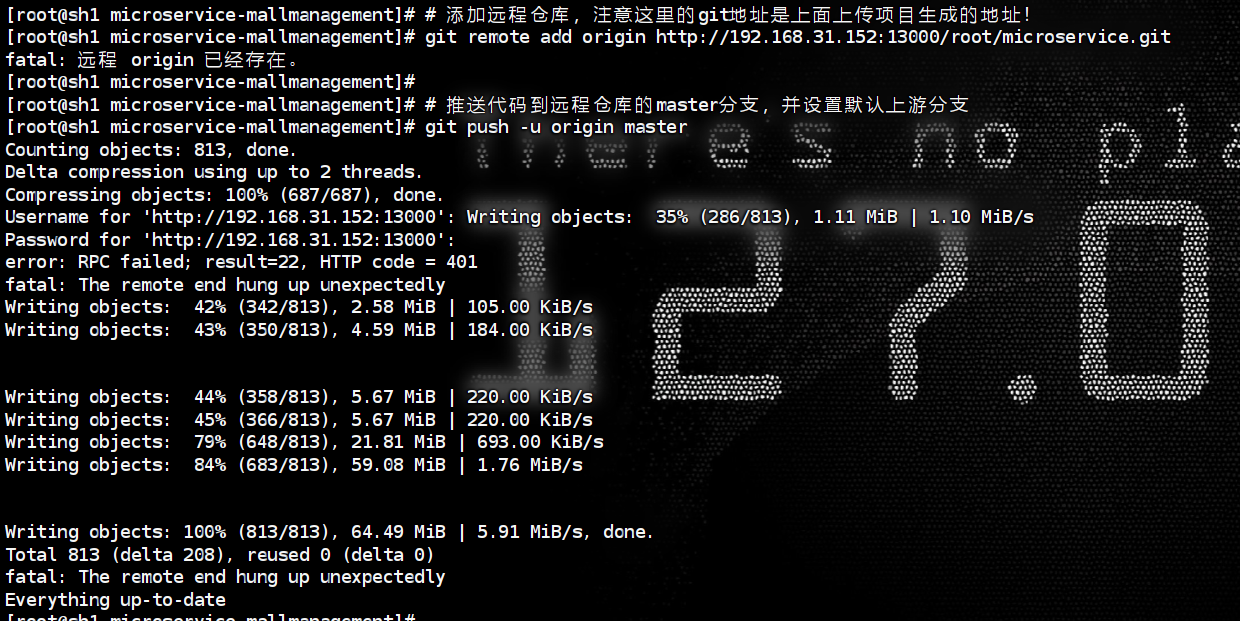 [root@sh1 microservice-mallmanagement]# # 添加远程仓库，注意这里的git地址是上面上传项目生成的地址！
[root@sh1 microservice-mallmanagement]# git remote add origin http://192.168.31.152:13000/root/microservice.git
fatal: 远程 origin 已经存在。
[root@sh1 microservice-mallmanagement]#
[root@sh1 microservice-mallmanagement]# # 推送代码到远程仓库的master分支，并设置默认上游分支
[root@sh1 microservice-mallmanagement]# git push -u origin master
There's no pla
Counting objects: 813, done.
Delta compression using up to 2 threads.
Compressing objects: 100% (687/687), done.
Username for 'http://192.168.31.152:13000': Writing objects:  35% (286/813), 1.11 MiB | 1.10 MiB/s
Password for 'http://192.168.31.152:13000':
error: RPC failed; result=22, HTTP code = 401
fatal: The remote end hung up unexpectedly
127.0
Writing objects:  42% (342/813), 2.58 MiB | 105.00 KiB/s
Writing objects:  43% (350/813), 4.59 MiB | 184.00 KiB/s
Writing objects:  44% (358/813), 5.67 MiB | 220.00 KiB/s
Writing objects:  45% (366/813), 5.67 MiB | 220.00 KiB/s
Writing objects:  79% (648/813), 21.81 MiB | 693.00 KiB/s
Writing objects:  84% (683/813), 59.08 MiB | 1.76 MiB/s
Writing objects: 100% (813/813), 64.49 MiB | 5.91 MiB/s, done.
Total 813 (delta 208), reused 0 (delta 0)
fatal: The remote end hung up unexpectedly
Everything up-to-date
[root@sh1 microservice-mallmanagement]#